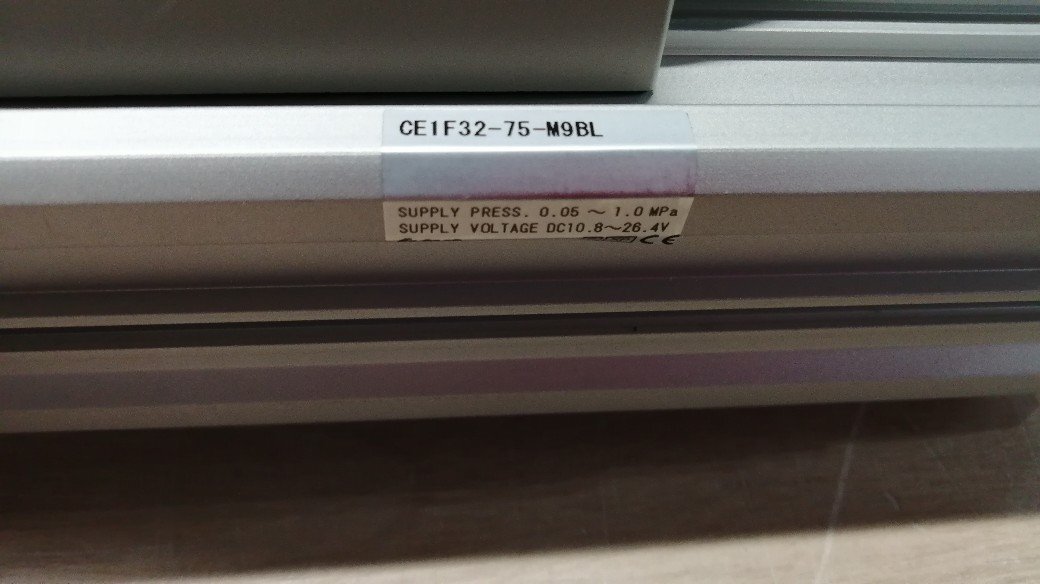 CE1F32-75-M9BL
SUPPLY PRESS. 0.05 ～ 1.0 MPa
SUPPLY VOLTAGE DC10.8～26.4V
CE